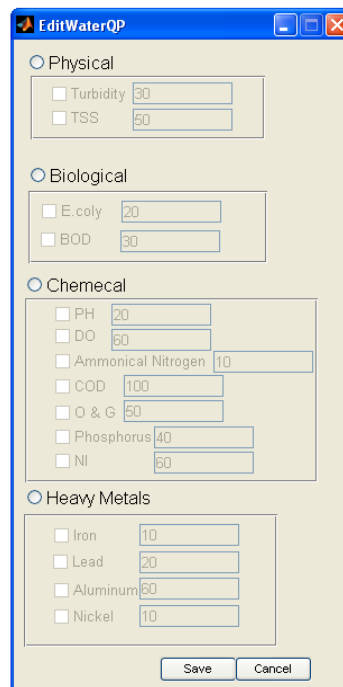 EditWaterQP
Physical
Turbidity 30
TSS 50
Biological
E.coly 20
BOD 30
Chemecal
PH 20
DO 60
Ammonical Nitrogen 10
COD 100
O & G 50
Phosphorus 40
NI 60
Heavy Metals
Iron 10
Lead 20
Aluminum 60
Nickel 10
Save Cancel